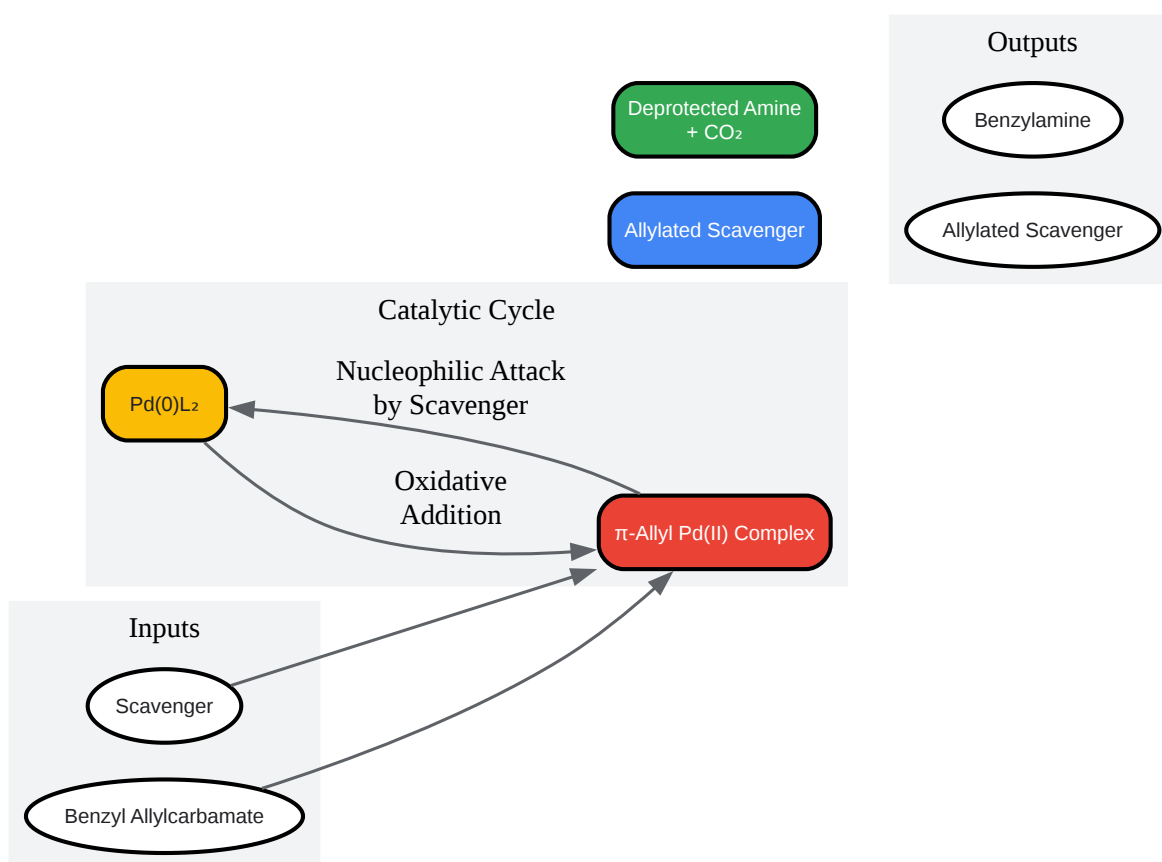 Outputs
Benzylamine
Allylated Scavenger
Deprotected Amine
+ CO₂
Allylated Scavenger
Catalytic Cycle
Nucleophilic Attack
by Scavenger
Pd(0)L₂
Oxidative
Addition
π-Allyl Pd(II) Complex
Inputs
Scavenger
Benzyl Allylcarbamate